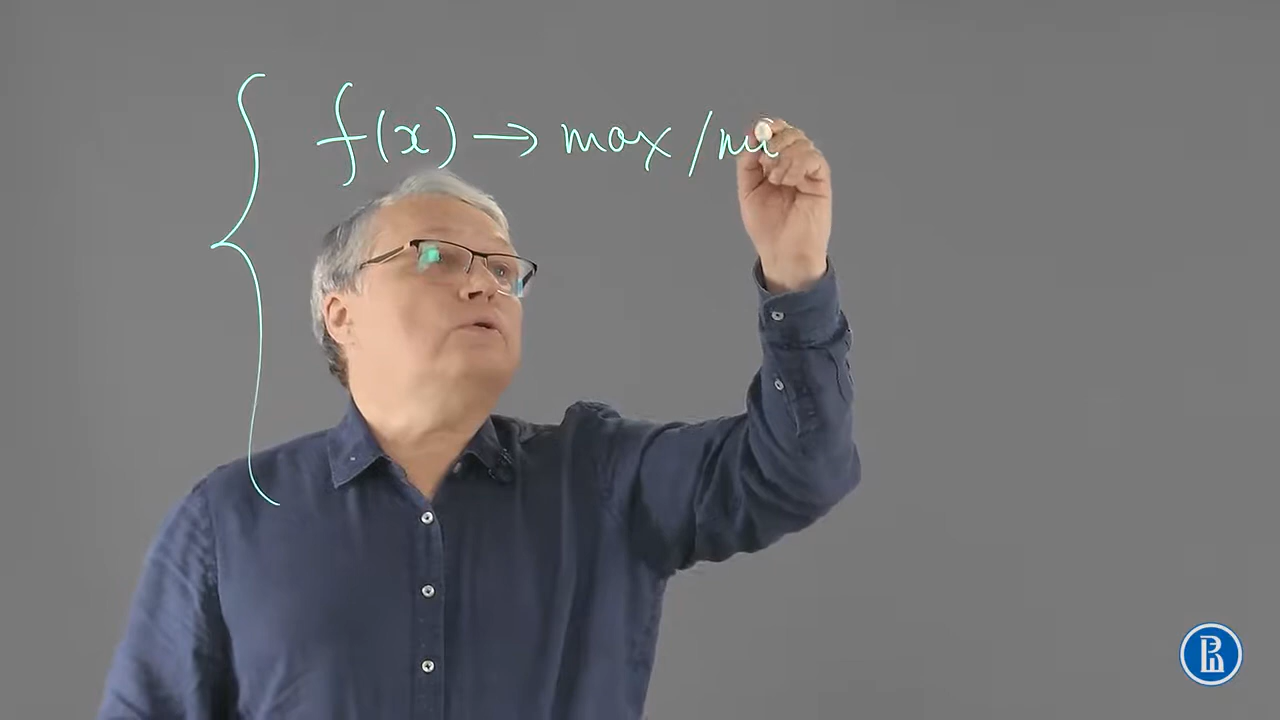 f(x) → max / mi